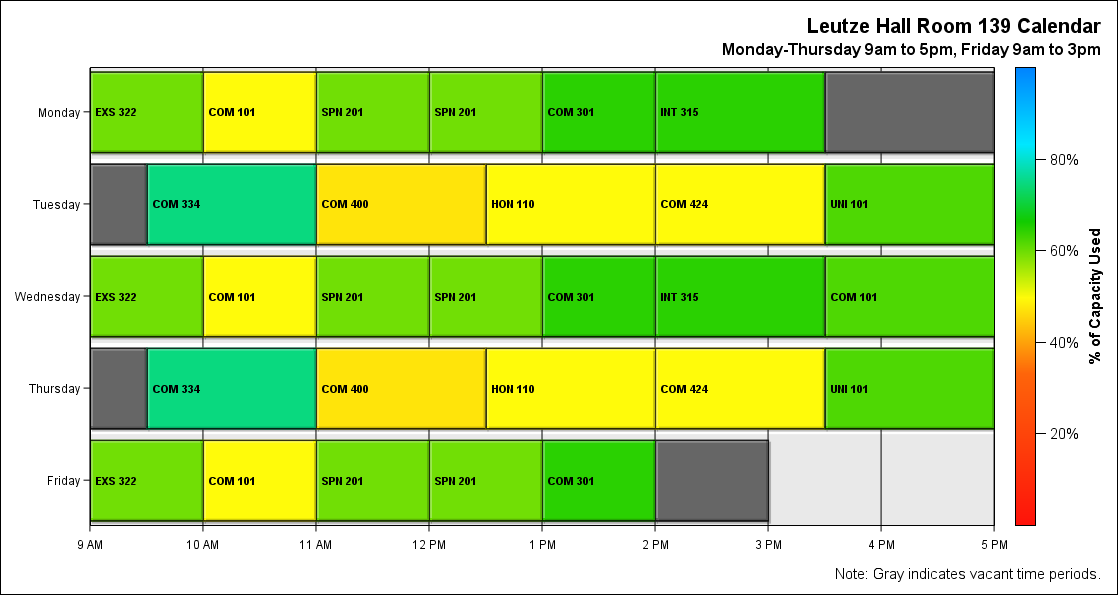 Leutze Hall Room 139 Calendar
Monday-Thursday 9am to 5pm, Friday 9am to 3pm
Monday
EXS 322
COM 101
SPN 201
SPN 201
COM 301
INT 315
Tuesday
COM 334
COM 400
HON 110
COM 424
UNI 101
Wednesday
EXS 322
COM 101
SPN 201
SPN 201
COM 301
INT 315
COM 101
Thursday
COM 334
COM 400
HON 110
COM 424
UNI 101
Friday
EXS 322
COM 101
SPN 201
SPN 201
COM 301
9 AM
10 AM
11 AM
12 PM
1 PM
2 PM
3 PM
4 PM
5 PM
80%
60%
40%
20%
% of Capacity Used
Note: Gray indicates vacant time periods.